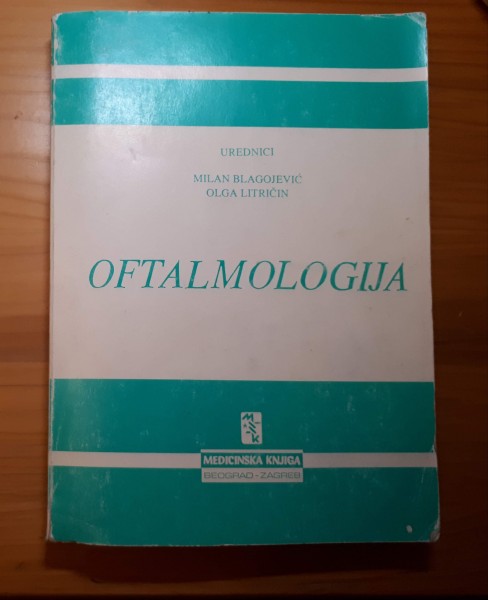 UREDNICI
MILAN BLAGOJEVIĆ
OLGA LITRIČIN
OFTALMOLOGIJA
M
K
MEDICINSKA KNJIGA
BEOGRAD-ZAGREB